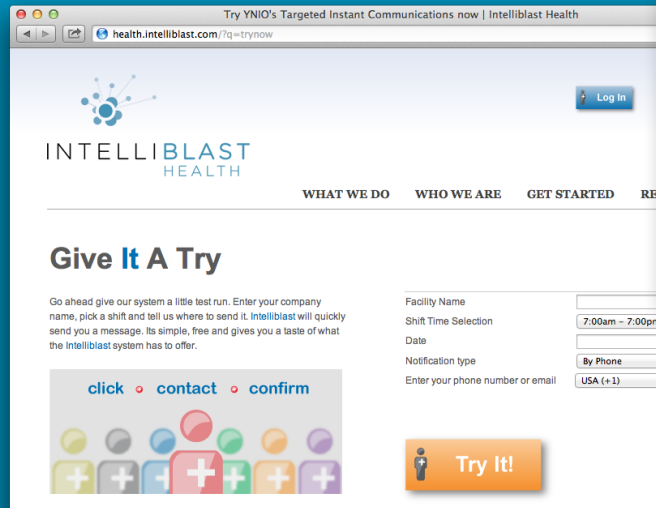 Try YNIO's Targeted Instant Communications now | Intelliblast Health
health.intelliblast.com/?q=trynow
Log In
INTELLIBLAST
HEALTH
WHAT WE DO WHO WE ARE GET STARTED RE
Give It A Try
Go ahead give our system a little test run. Enter your company
name, pick a shift and tell us where to send it. Intelliblast will quickly
send you a message. Its simple, free and gives you a taste of what
the Intelliblast system has to offer.
click contact confirm
Facility Name
Shift Time Selection 7:00am - 7:00pm
Date
Notification type By Phone
Enter your phone number or email USA (+1)
Try It!